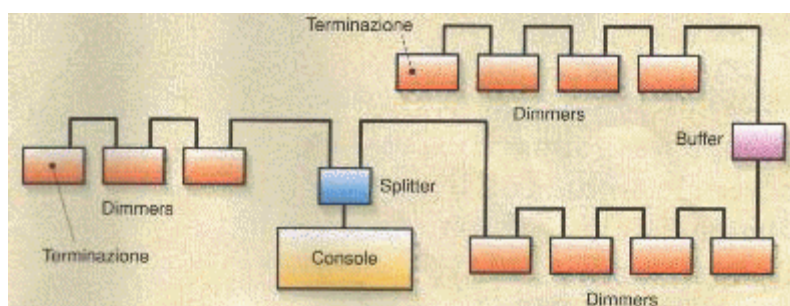 Terminazione
Dimmers
Buffer
Splitter
Dimmers
Terminazione
Console
Dimmers